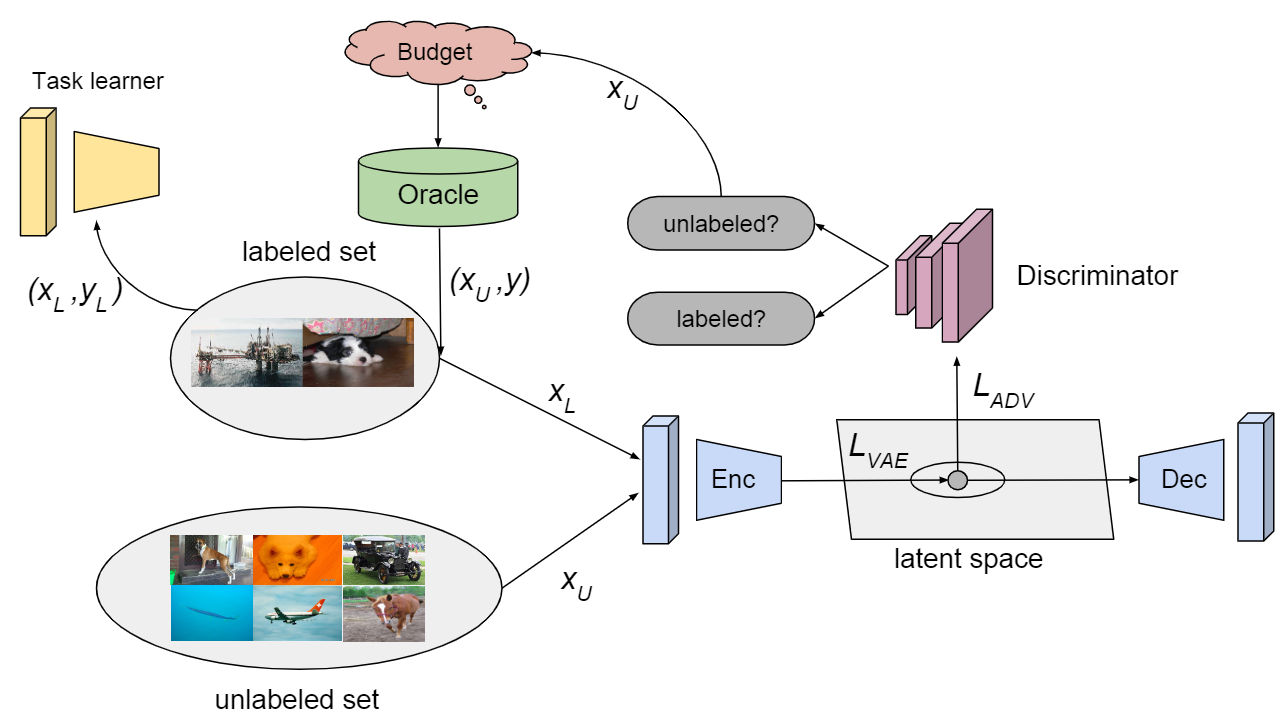 Budget
Task learner
x_U
Oracle
unlabeled?
labeled set
(x_U ,y)
(x_L ,y_L )
Discriminator
labeled?
x_L
L_ADV
L_VAE
Enc
Dec
latent space
x_U
unlabeled set